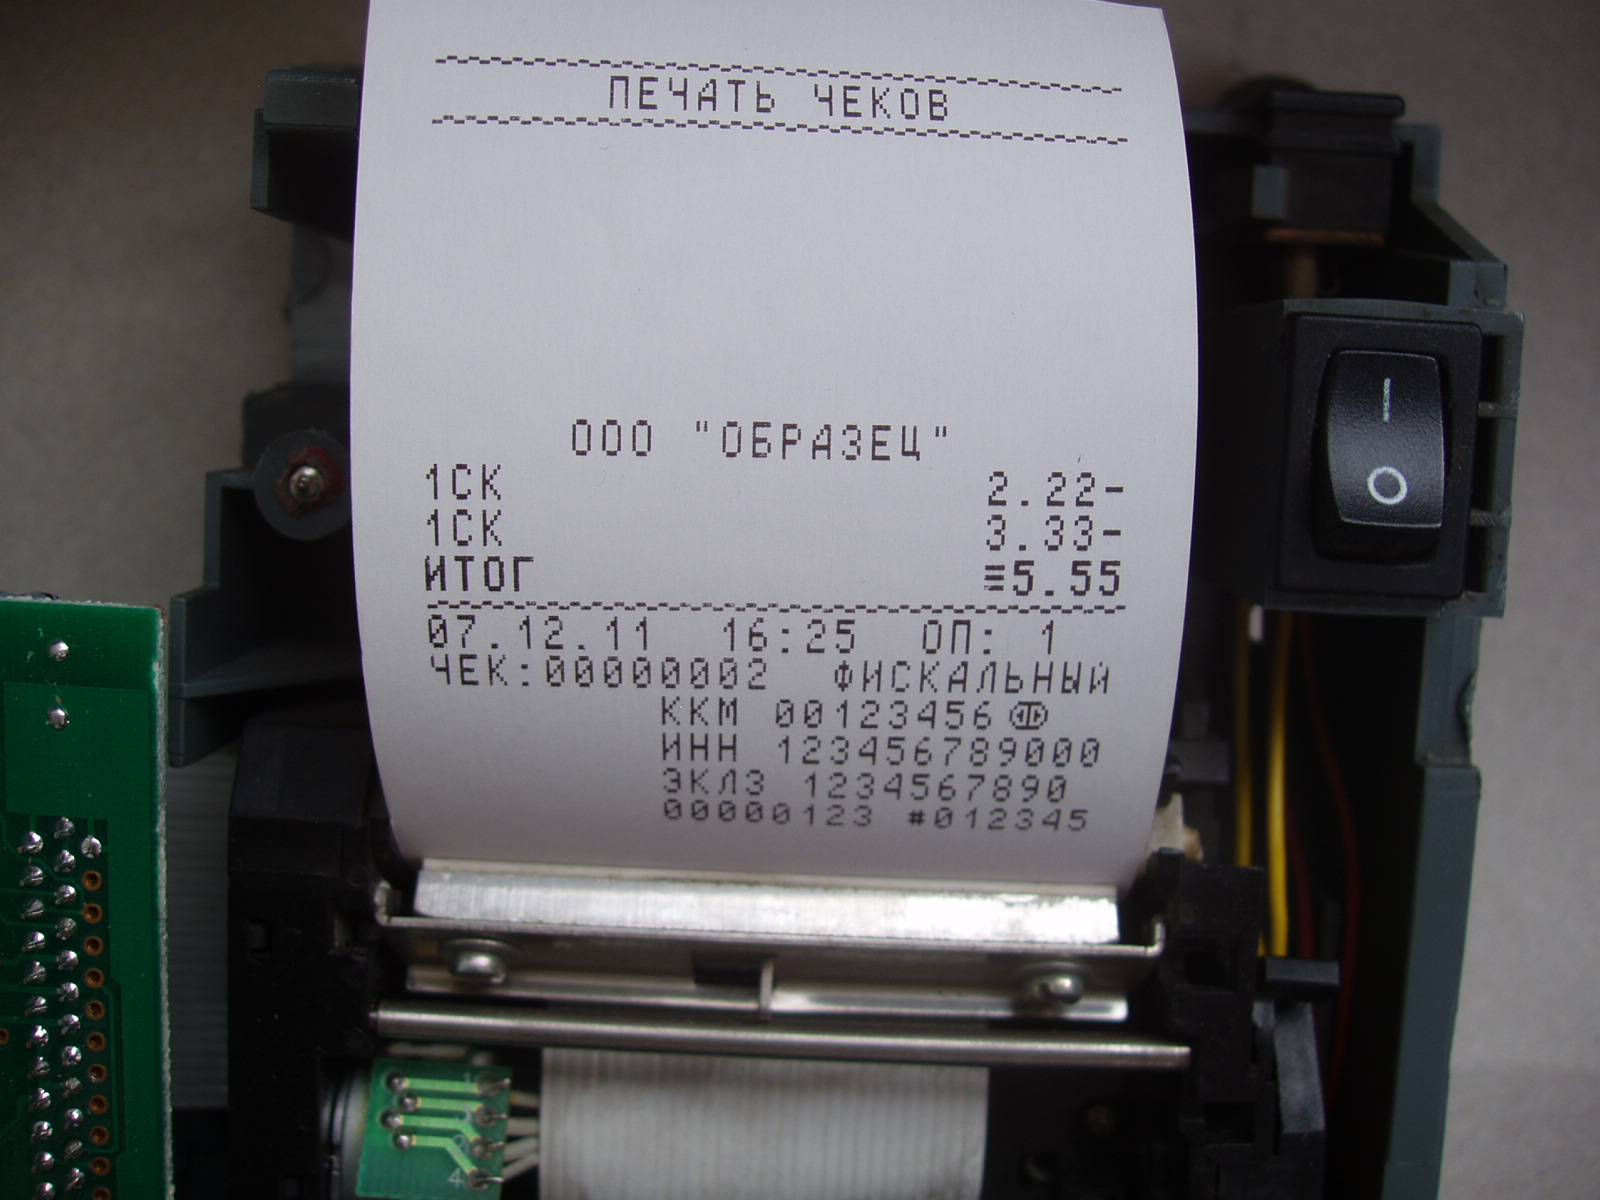 ПЕЧАТЬ ЧЕКОВ
ООО "ОБРАЗЕЦ"
1СК 2.22-
1СК 3.33-
ИТОГ ≡5.55
07.12.11 16:25 ОП: 1
ЧЕК:00000002 ФИСКАЛЬНЫЙ
ККМ 00123456
ИНН 123456789000
ЭКЛЗ 1234567890
00000123 #012345